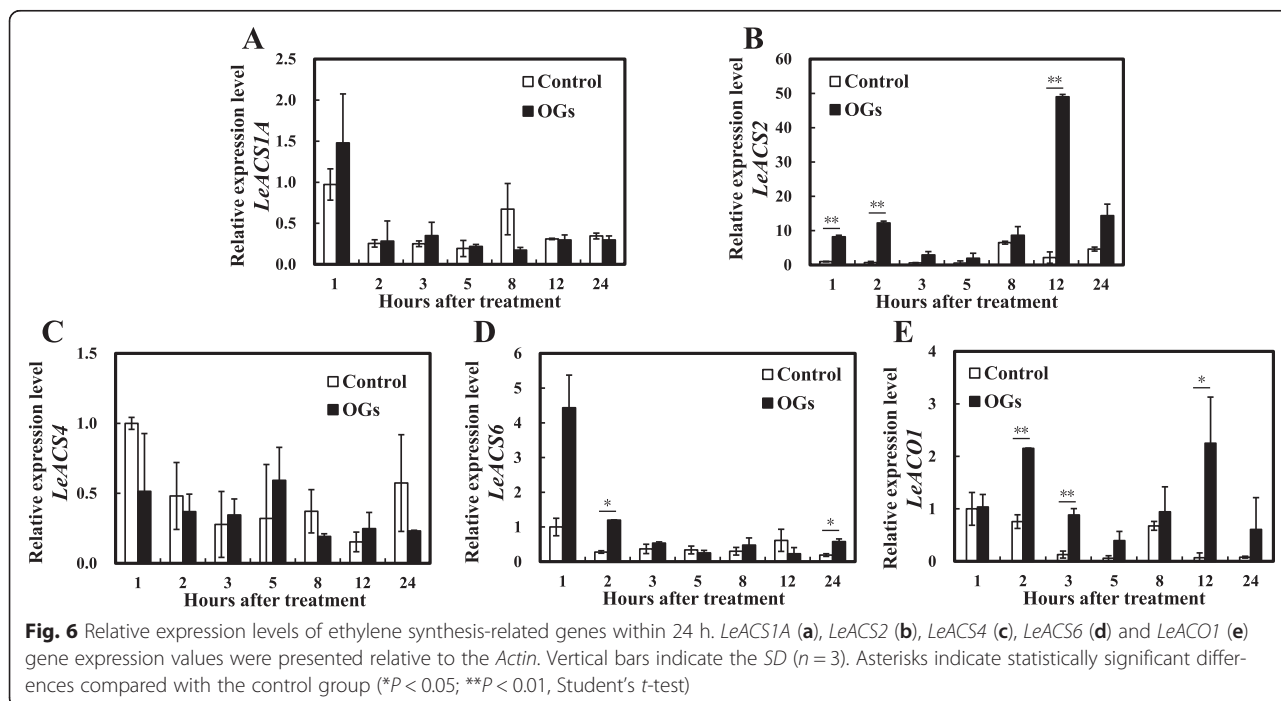 A
Relative expression level
LeACS1A
2.5
2.0
1.5
1.0
0.5
0.0
Control
OGs
1 2 3 5 8 12 24
Hours after treatment
B
Relative expression level
LeACS2
60
50
40
30
20
10
0
Control
OGs
**
**
**
1 2 3 5 8 12 24
Hours after treatment
C
Relative expression level
LeACS4
1.5
1.0
0.5
0.0
Control
OGs
1 2 3 5 8 12 24
Hours after treatment
D
Relative expression level
LeACS6
6
5
4
3
2
1
0
Control
OGs
*
*
1 2 3 5 8 12 24
Hours after treatment
E
Relative expression level
LeACO1
4
3
2
1
0
Control
OGs
**
**
*
1 2 3 5 8 12 24
Hours after treatment
Fig. 6 Relative expression levels of ethylene synthesis-related genes within 24 h. LeACS1A (a), LeACS2 (b), LeACS4 (c), LeACS6 (d) and LeACO1 (e)
gene expression values were presented relative to the Actin. Vertical bars indicate the SD (n = 3). Asterisks indicate statistically significant differ-
ences compared with the control group (*P < 0.05; **P < 0.01, Student's t-test)